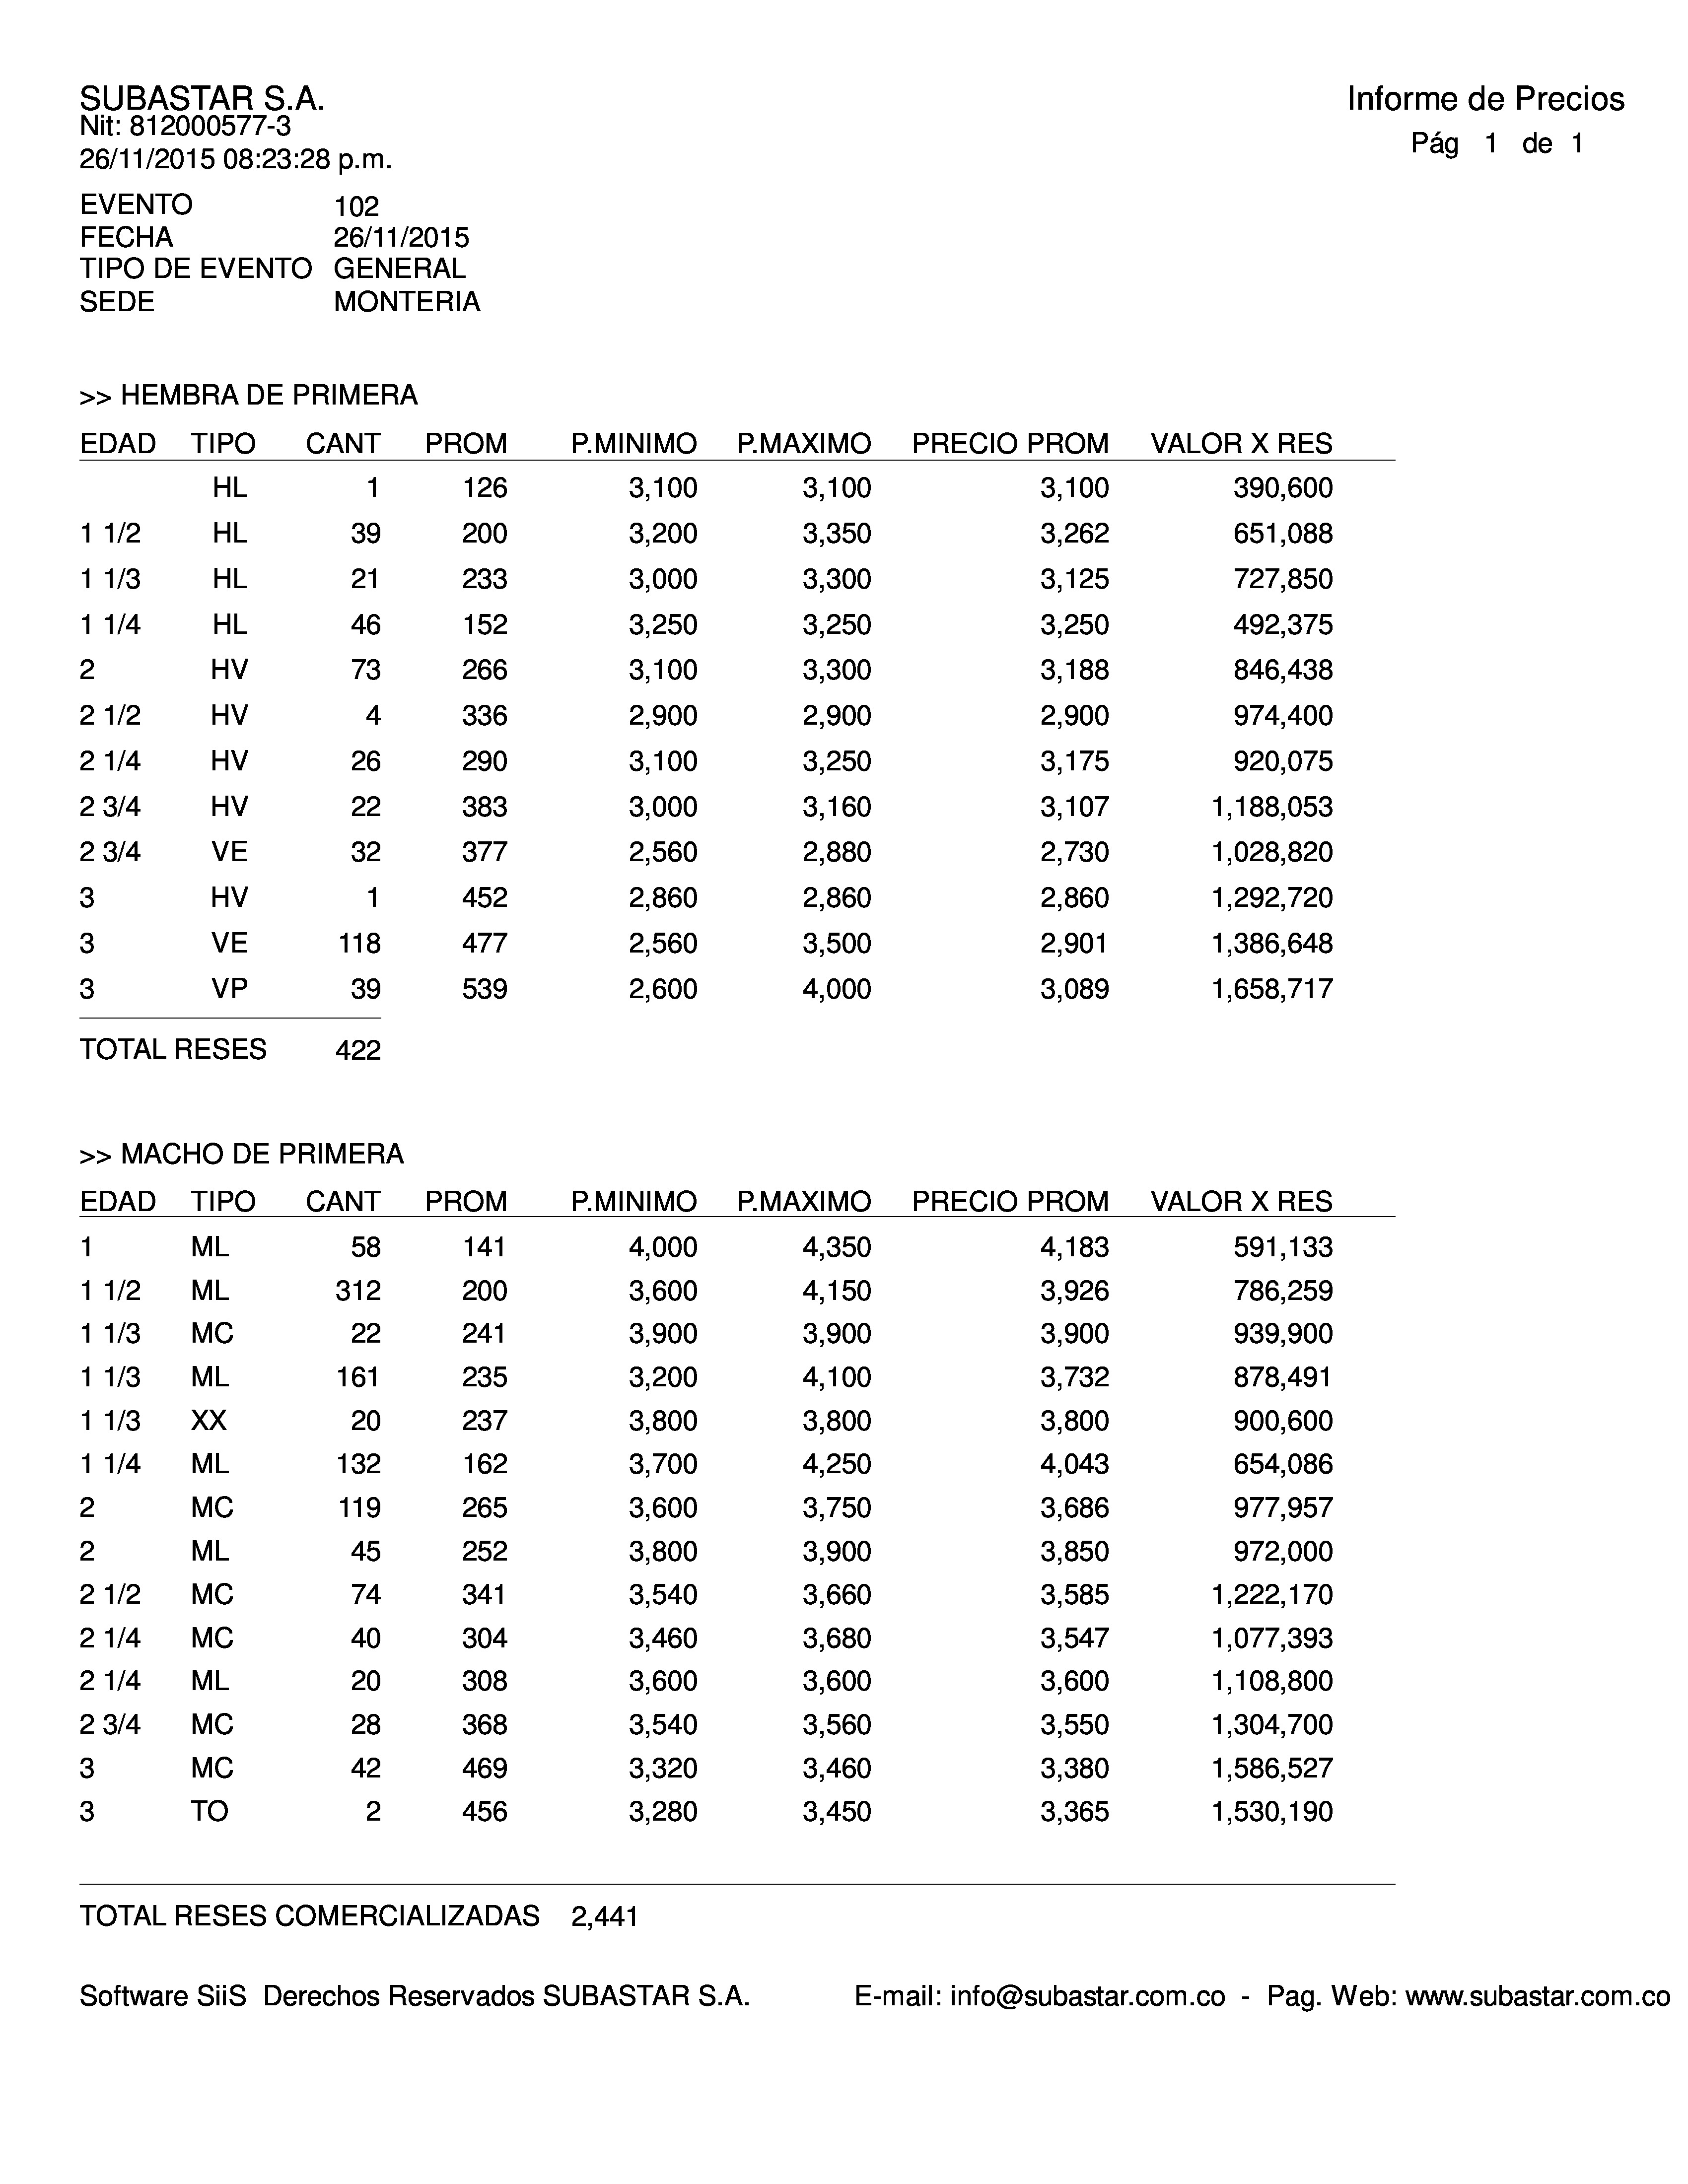 SUBASTAR S.A.
Nit: 812000577-3
26/11/2015 08:23:28 p.m.
Informe de Precios
Pág 1 de 1
EVENTO 102
FECHA 26/11/2015
TIPO DE EVENTO GENERAL
SEDE MONTERIA
>> HEMBRA DE PRIMERA
EDAD TIPO CANT PROM P.MINIMO P.MAXIMO PRECIO PROM VALOR X RES
HL 1 126 3,100 3,100 3,100 390,600
1 1/2 HL 39 200 3,200 3,350 3,262 651,088
1 1/3 HL 21 233 3,000 3,300 3,125 727,850
1 1/4 HL 46 152 3,250 3,250 3,250 492,375
2 HV 73 266 3,100 3,300 3,188 846,438
2 1/2 HV 4 336 2,900 2,900 2,900 974,400
2 1/4 HV 26 290 3,100 3,250 3,175 920,075
2 3/4 HV 22 383 3,000 3,160 3,107 1,188,053
2 3/4 VE 32 377 2,560 2,880 2,730 1,028,820
3 HV 1 452 2,860 2,860 2,860 1,292,720
3 VE 118 477 2,560 3,500 2,901 1,386,648
3 VP 39 539 2,600 4,000 3,089 1,658,717
TOTAL RESES 422
>> MACHO DE PRIMERA
EDAD TIPO CANT PROM P.MINIMO P.MAXIMO PRECIO PROM VALOR X RES
1 ML 58 141 4,000 4,350 4,183 591,133
1 1/2 ML 312 200 3,600 4,150 3,926 786,259
1 1/3 MC 22 241 3,900 3,900 3,900 939,900
1 1/3 ML 161 235 3,200 4,100 3,732 878,491
1 1/3 XX 20 237 3,800 3,800 3,800 900,600
1 1/4 ML 132 162 3,700 4,250 4,043 654,086
2 MC 119 265 3,600 3,750 3,686 977,957
2 ML 45 252 3,800 3,900 3,850 972,000
2 1/2 MC 74 341 3,540 3,660 3,585 1,222,170
2 1/4 MC 40 304 3,460 3,680 3,547 1,077,393
2 1/4 ML 20 308 3,600 3,600 3,600 1,108,800
2 3/4 MC 28 368 3,540 3,560 3,550 1,304,700
3 MC 42 469 3,320 3,460 3,380 1,586,527
3 TO 2 456 3,280 3,450 3,365 1,530,190
TOTAL RESES COMERCIALIZADAS 2,441
Software SiiS Derechos Reservados SUBASTAR S.A. E-mail: info@subastar.com.co - Pag. Web: www.subastar.com.co